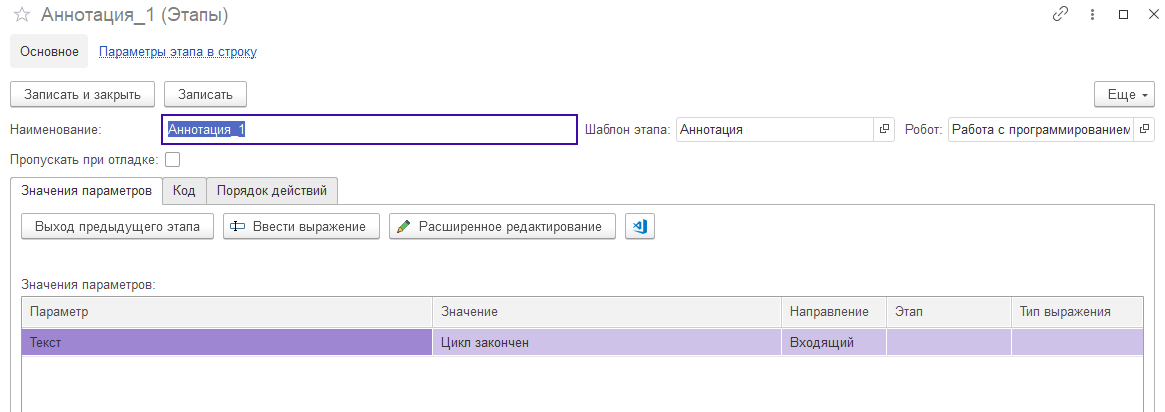 Аннотация_1 (Этапы)
Основное Параметры этапа в строку
Записать и закрыть Записать Еще
Наименование: Аннотация_1 Шаблон этапа: Аннотация Робот: Работа с программированием
Пропускать при отладке:
Значения параметров Код Порядок действий
Выход предыдущего этапа Ввести выражение Расширенное редактирование
Значения параметров:
Параметр Значение Направление Этап Тип выражения
Текст Цикл закончен Входящий